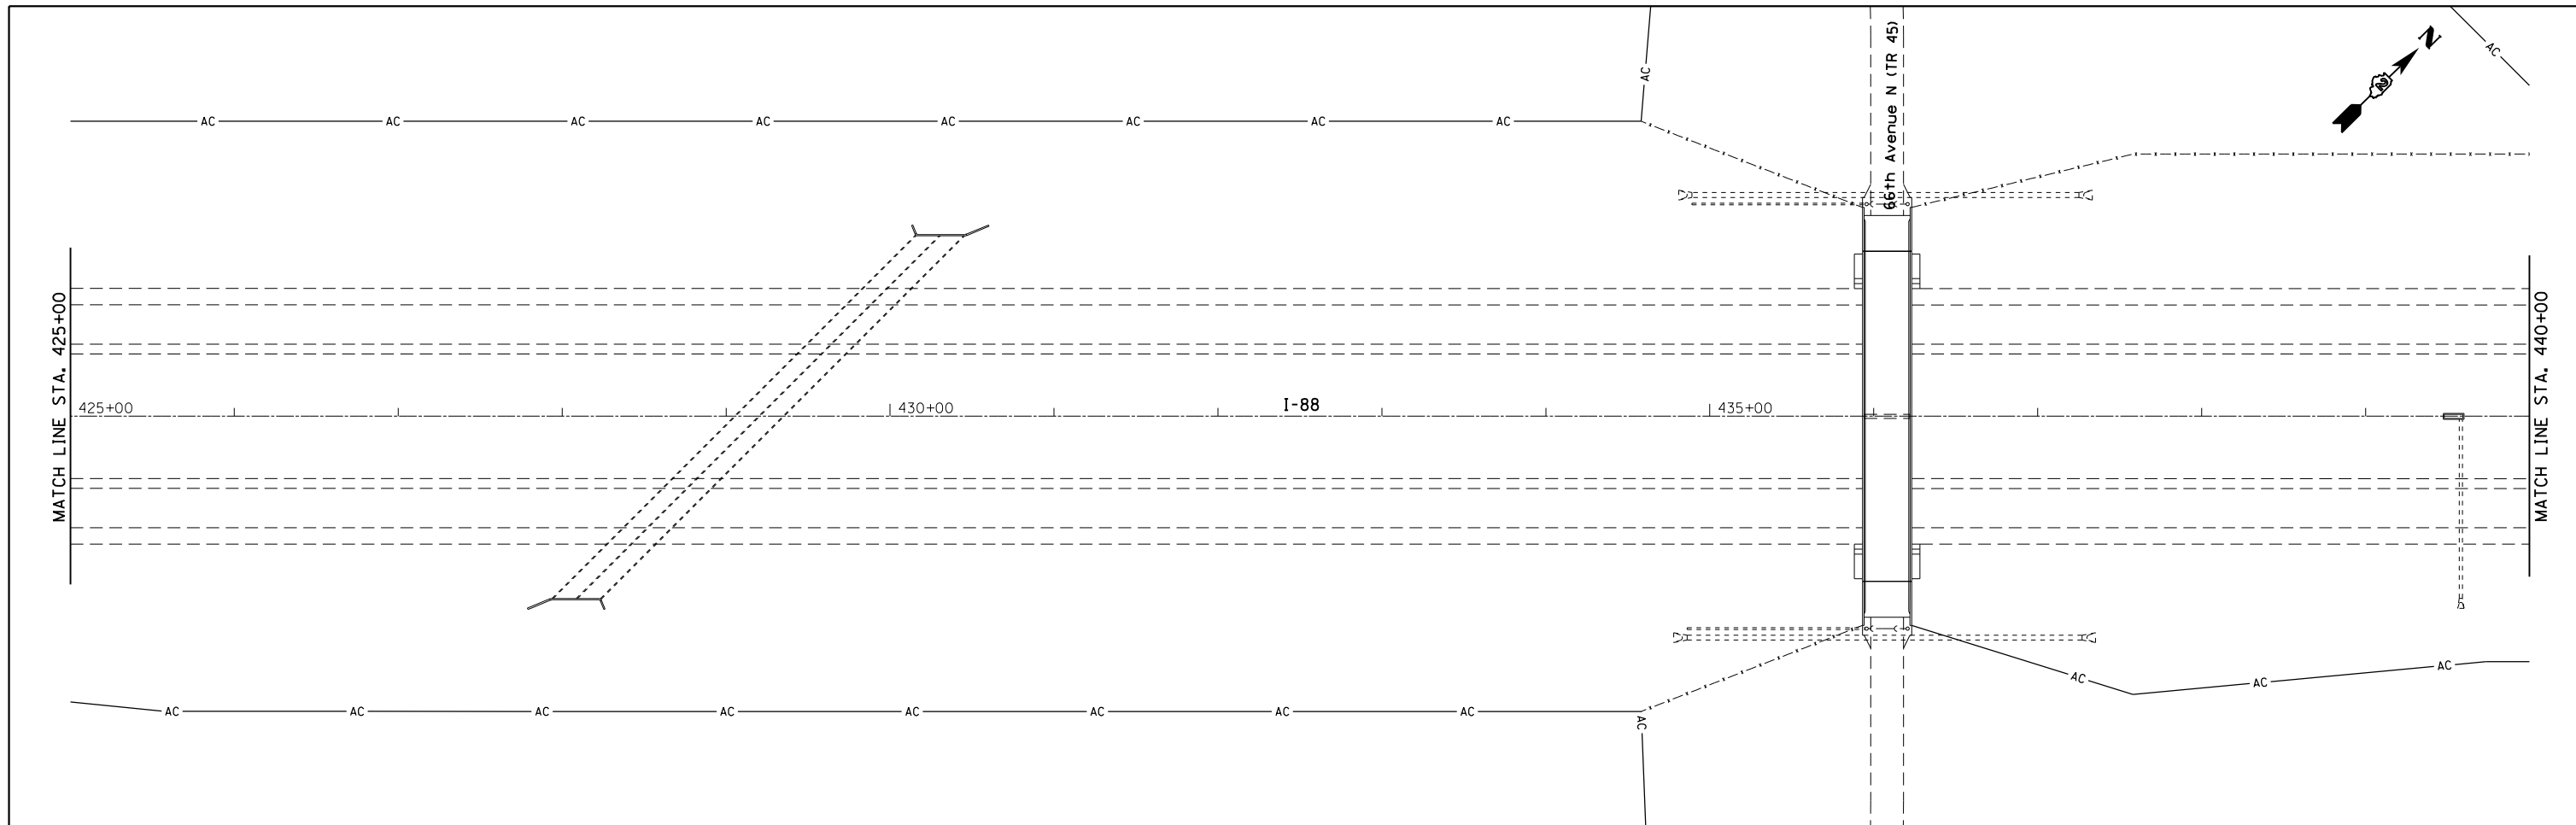 AC
AC
66th Avenue N (TR 45)
N
2
AC AC AC AC AC AC AC AC
MATCH LINE STA. 425+00
425+00
430+00
I-88
435+00
MATCH LINE STA. 440+00
AC
AC
AC
AC AC AC AC AC AC AC AC
AC